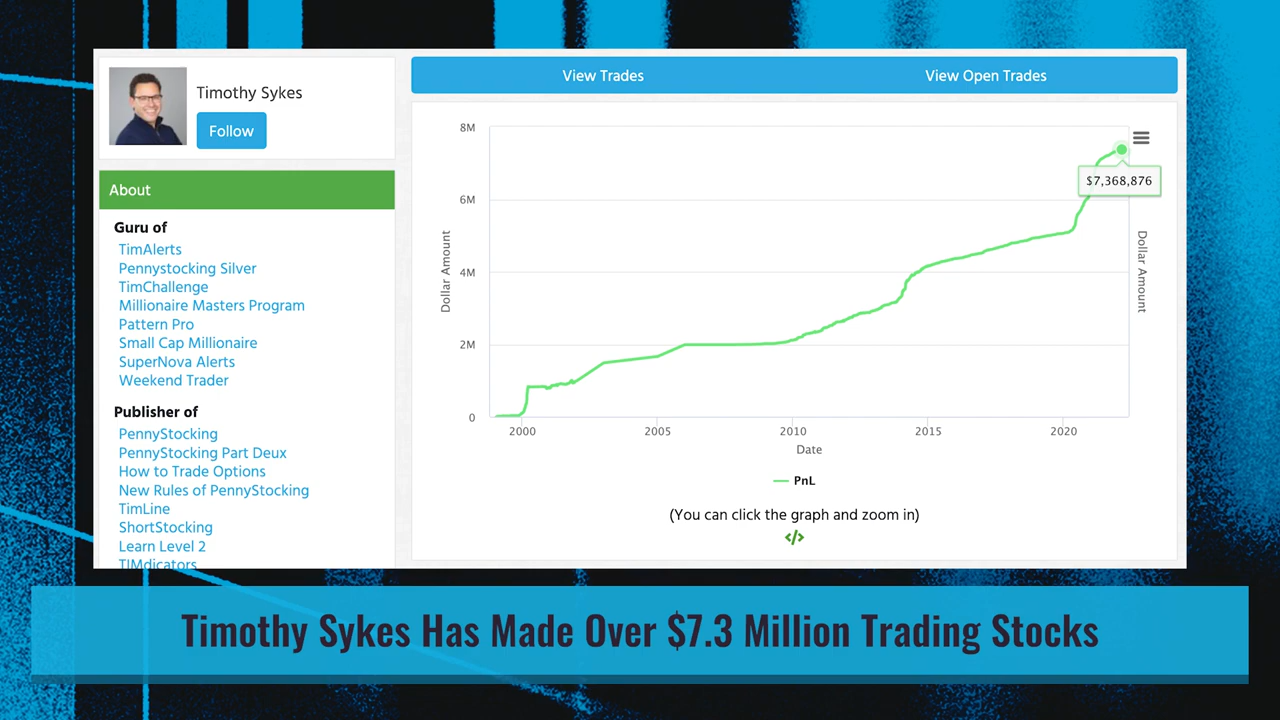 Timothy Sykes
Follow
About
Guru of
TimAlerts
Pennystocking Silver
TimChallenge
Millionaire Masters Program
Pattern Pro
Small Cap Millionaire
SuperNova Alerts
Weekend Trader
Publisher of
PennyStocking
PennyStocking Part Deux
How to Trade Options
New Rules of PennyStocking
TimLine
ShortStocking
Learn Level 2
TIMdicators
View Trades
View Open Trades
8M
6M
4M
2M
0
Dollar Amount
$7,368,876
Dollar Amount
2000
2005
2010
2015
2020
Date
PnL
(You can click the graph and zoom in)
</>
Timothy Sykes Has Made Over $7.3 Million Trading Stocks